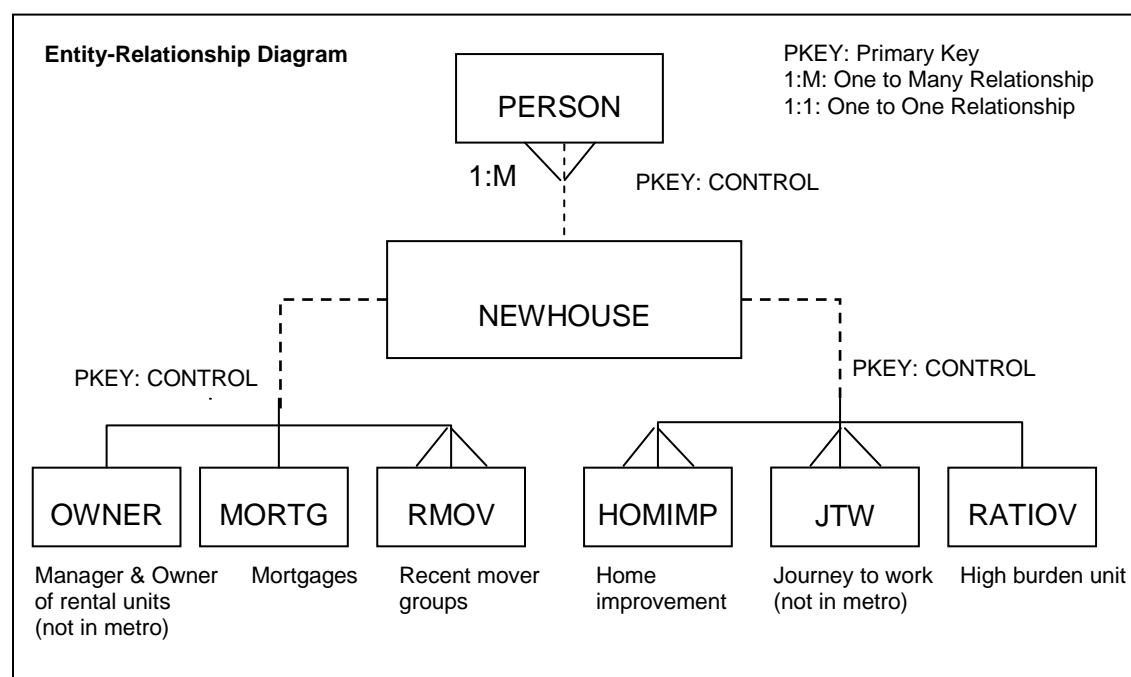 Entity-Relationship Diagram
PKEY: Primary Key
1:M: One to Many Relationship
1:1: One to One Relationship
PERSON
1:M
PKEY: CONTROL
NEWHOUSE
PKEY: CONTROL
PKEY: CONTROL
OWNER
MORTG
RMOV
HOMIMP
JTW
RATIOV
Manager & Owner
of rental units
(not in metro)
Mortgages
Recent mover
groups
Home
improvement
Journey to work
(not in metro)
High burden unit